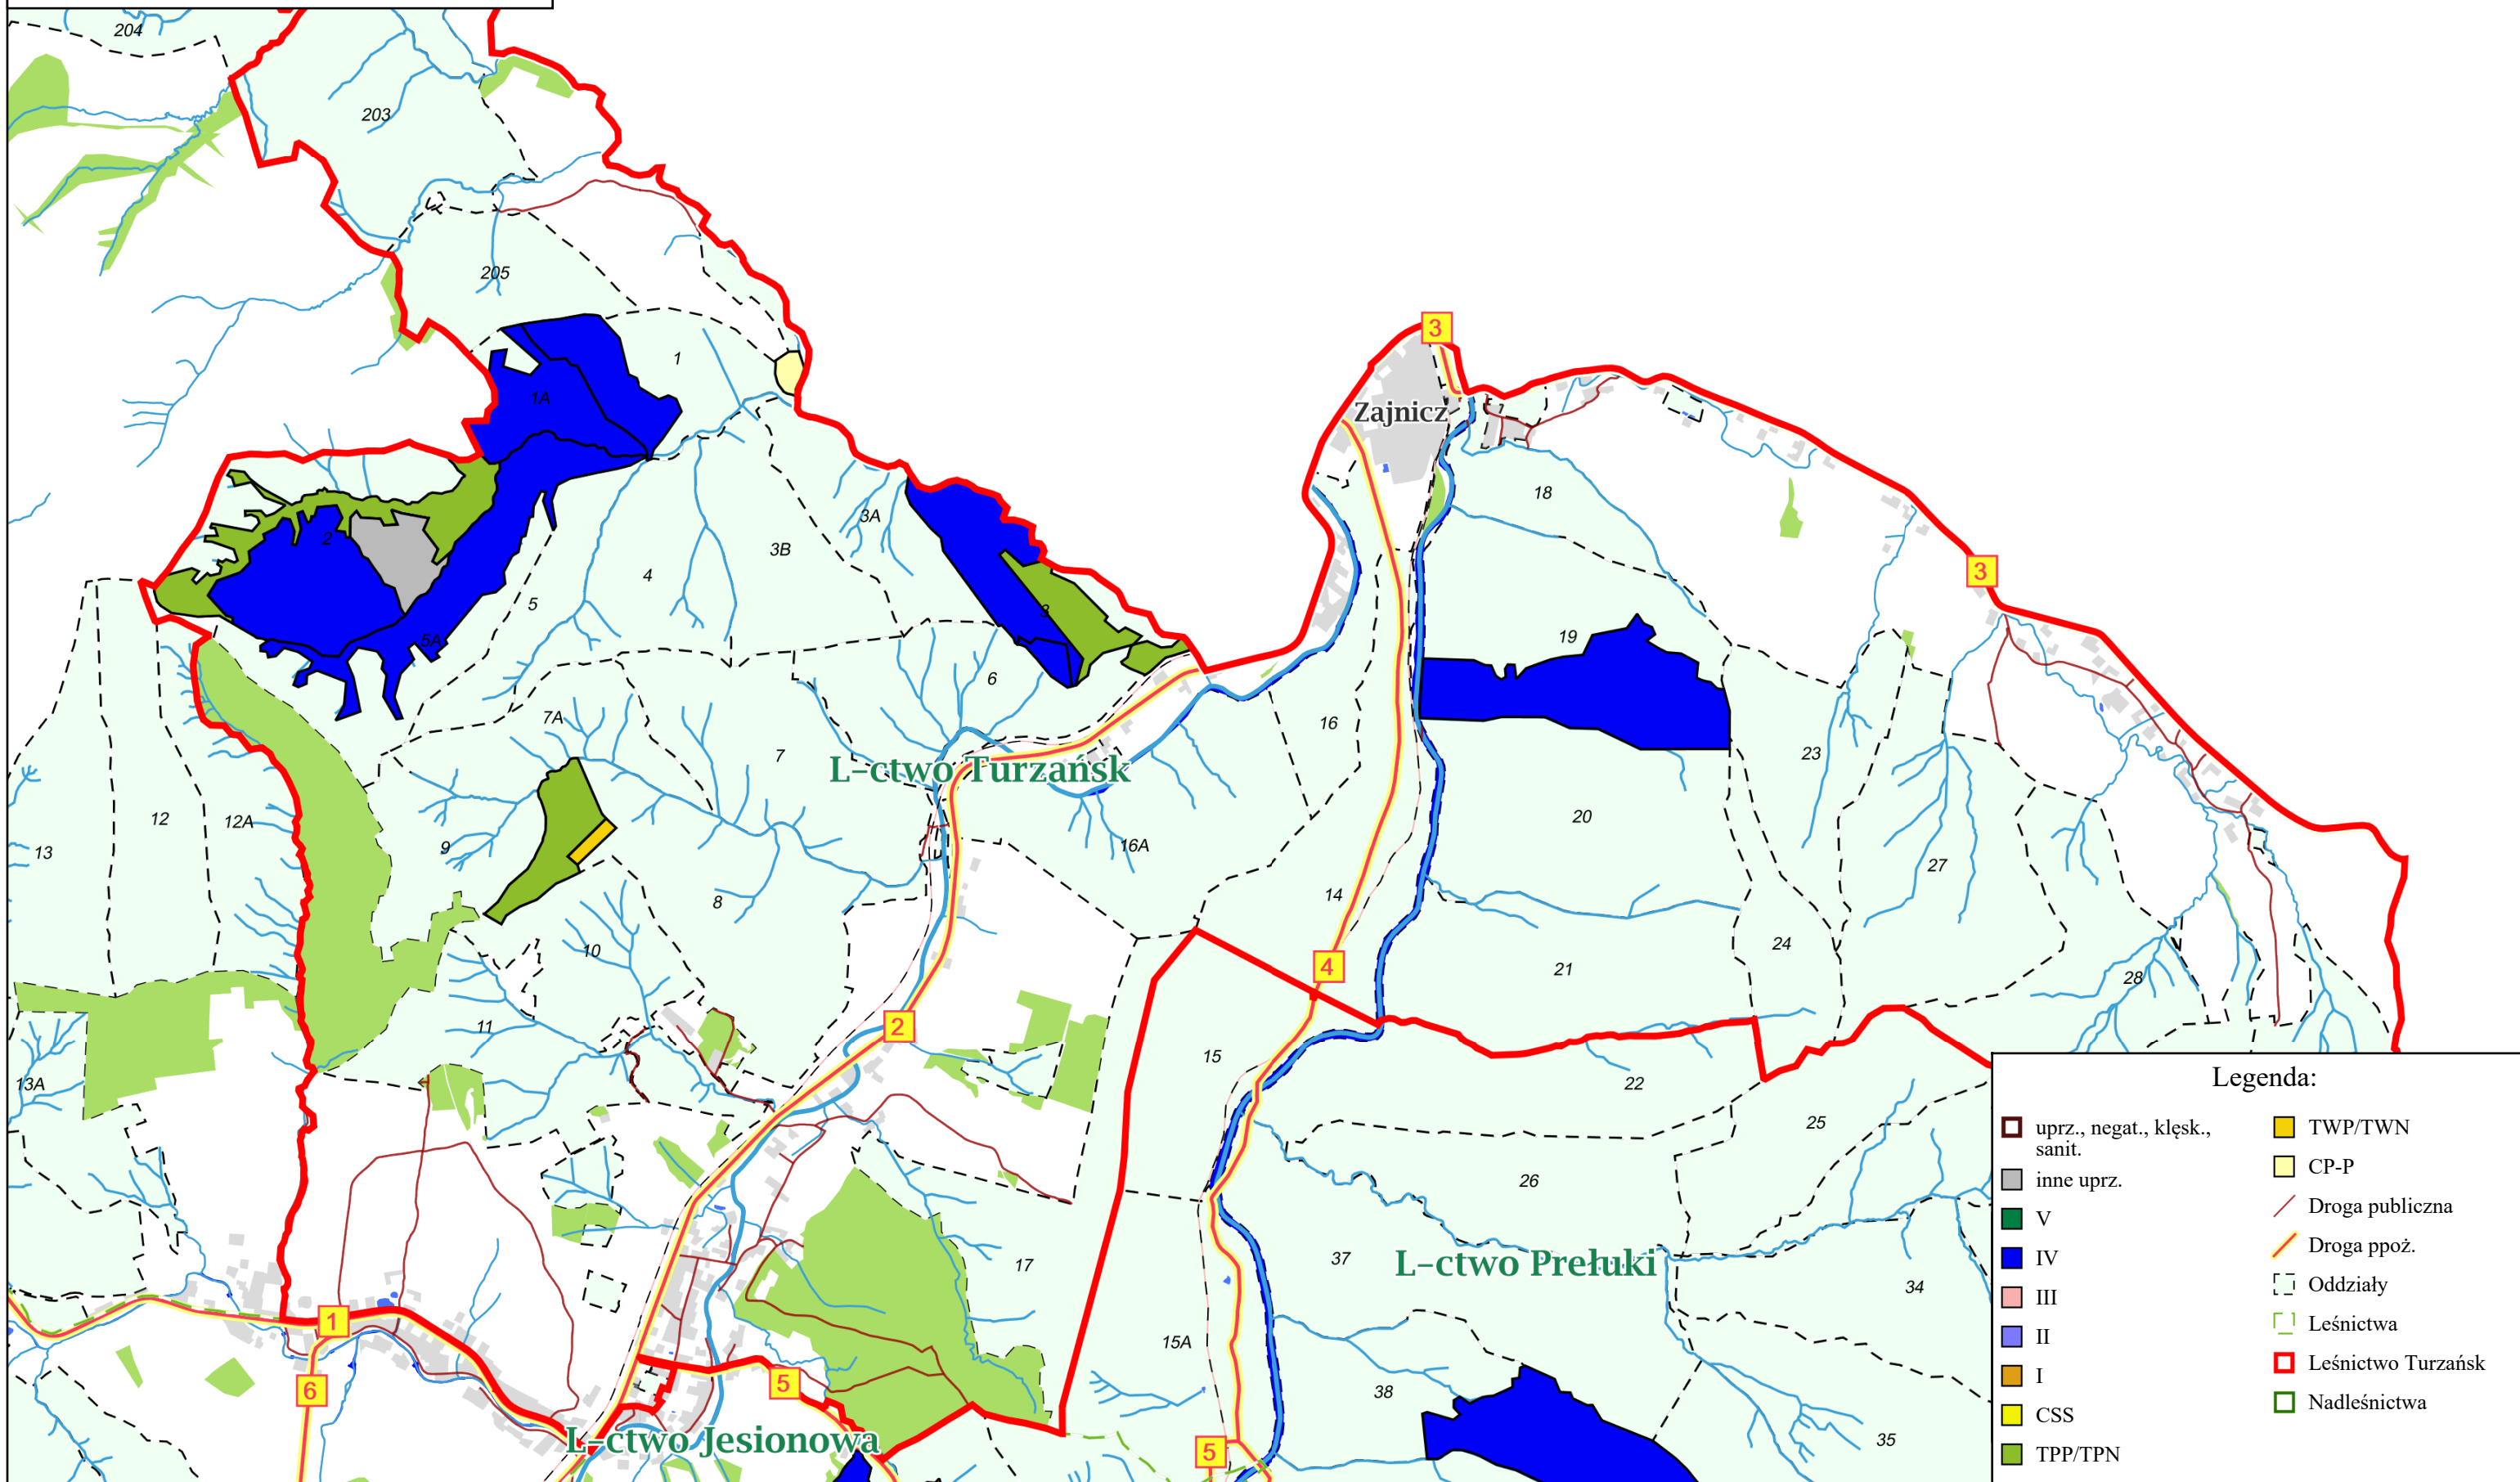 204
203
205
1
1A
3
Zajnicz
2
3A
18
3B
4
5
3
3
5A
19
6
7A
16
7
L-ctwo Turzańsk
23
12
12A
20
9
16A
13
27
8
14
10
24
4
21
28
11
2
15
13A
22
25
26
17
37
L-ctwo Prełuki
34
1
15A
6
5
38
L-ctwo Jesionowa
5
35
Legenda:
uprz., negat., klęsk.,
sanit.
inne uprz.
V
IV
III
II
I
CSS
TPP/TPN
TWP/TWN
CP-P
Droga publiczna
Droga ppoż.
Oddziały
Leśnictwa
Leśnictwo Turzańsk
Nadleśnictwa